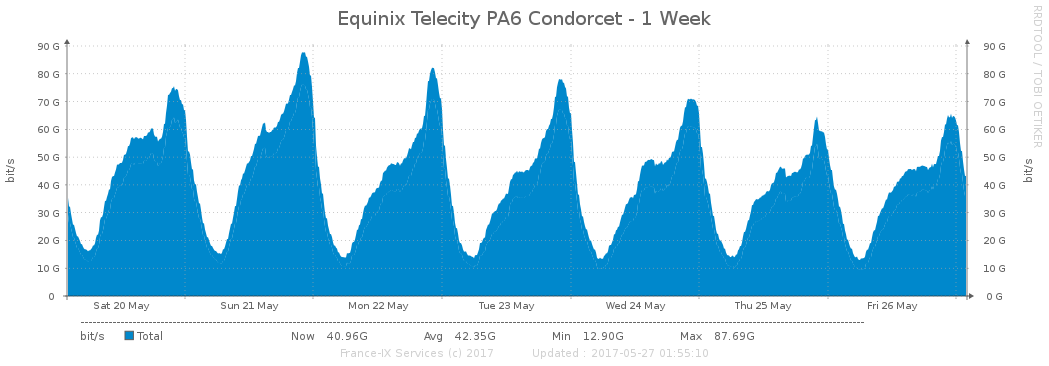 Equinix Telecity PA6 Condorcet - 1 Week
RRDTOOL / TOBI OETIKER
bit/s
90 G 90 G
80 G 80 G
70 G 70 G
60 G 60 G
50 G 50 G
40 G 40 G
30 G 30 G
20 G 20 G
10 G 10 G
0 0 G
bit/s
Sat 20 May Sun 21 May Mon 22 May Tue 23 May Wed 24 May Thu 25 May Fri 26 May
bit/s Total Now 40.96G Avg 42.35G Min 12.90G Max 87.69G
France-IX Services (c) 2017 Updated : 2017-05-27 01:55:10